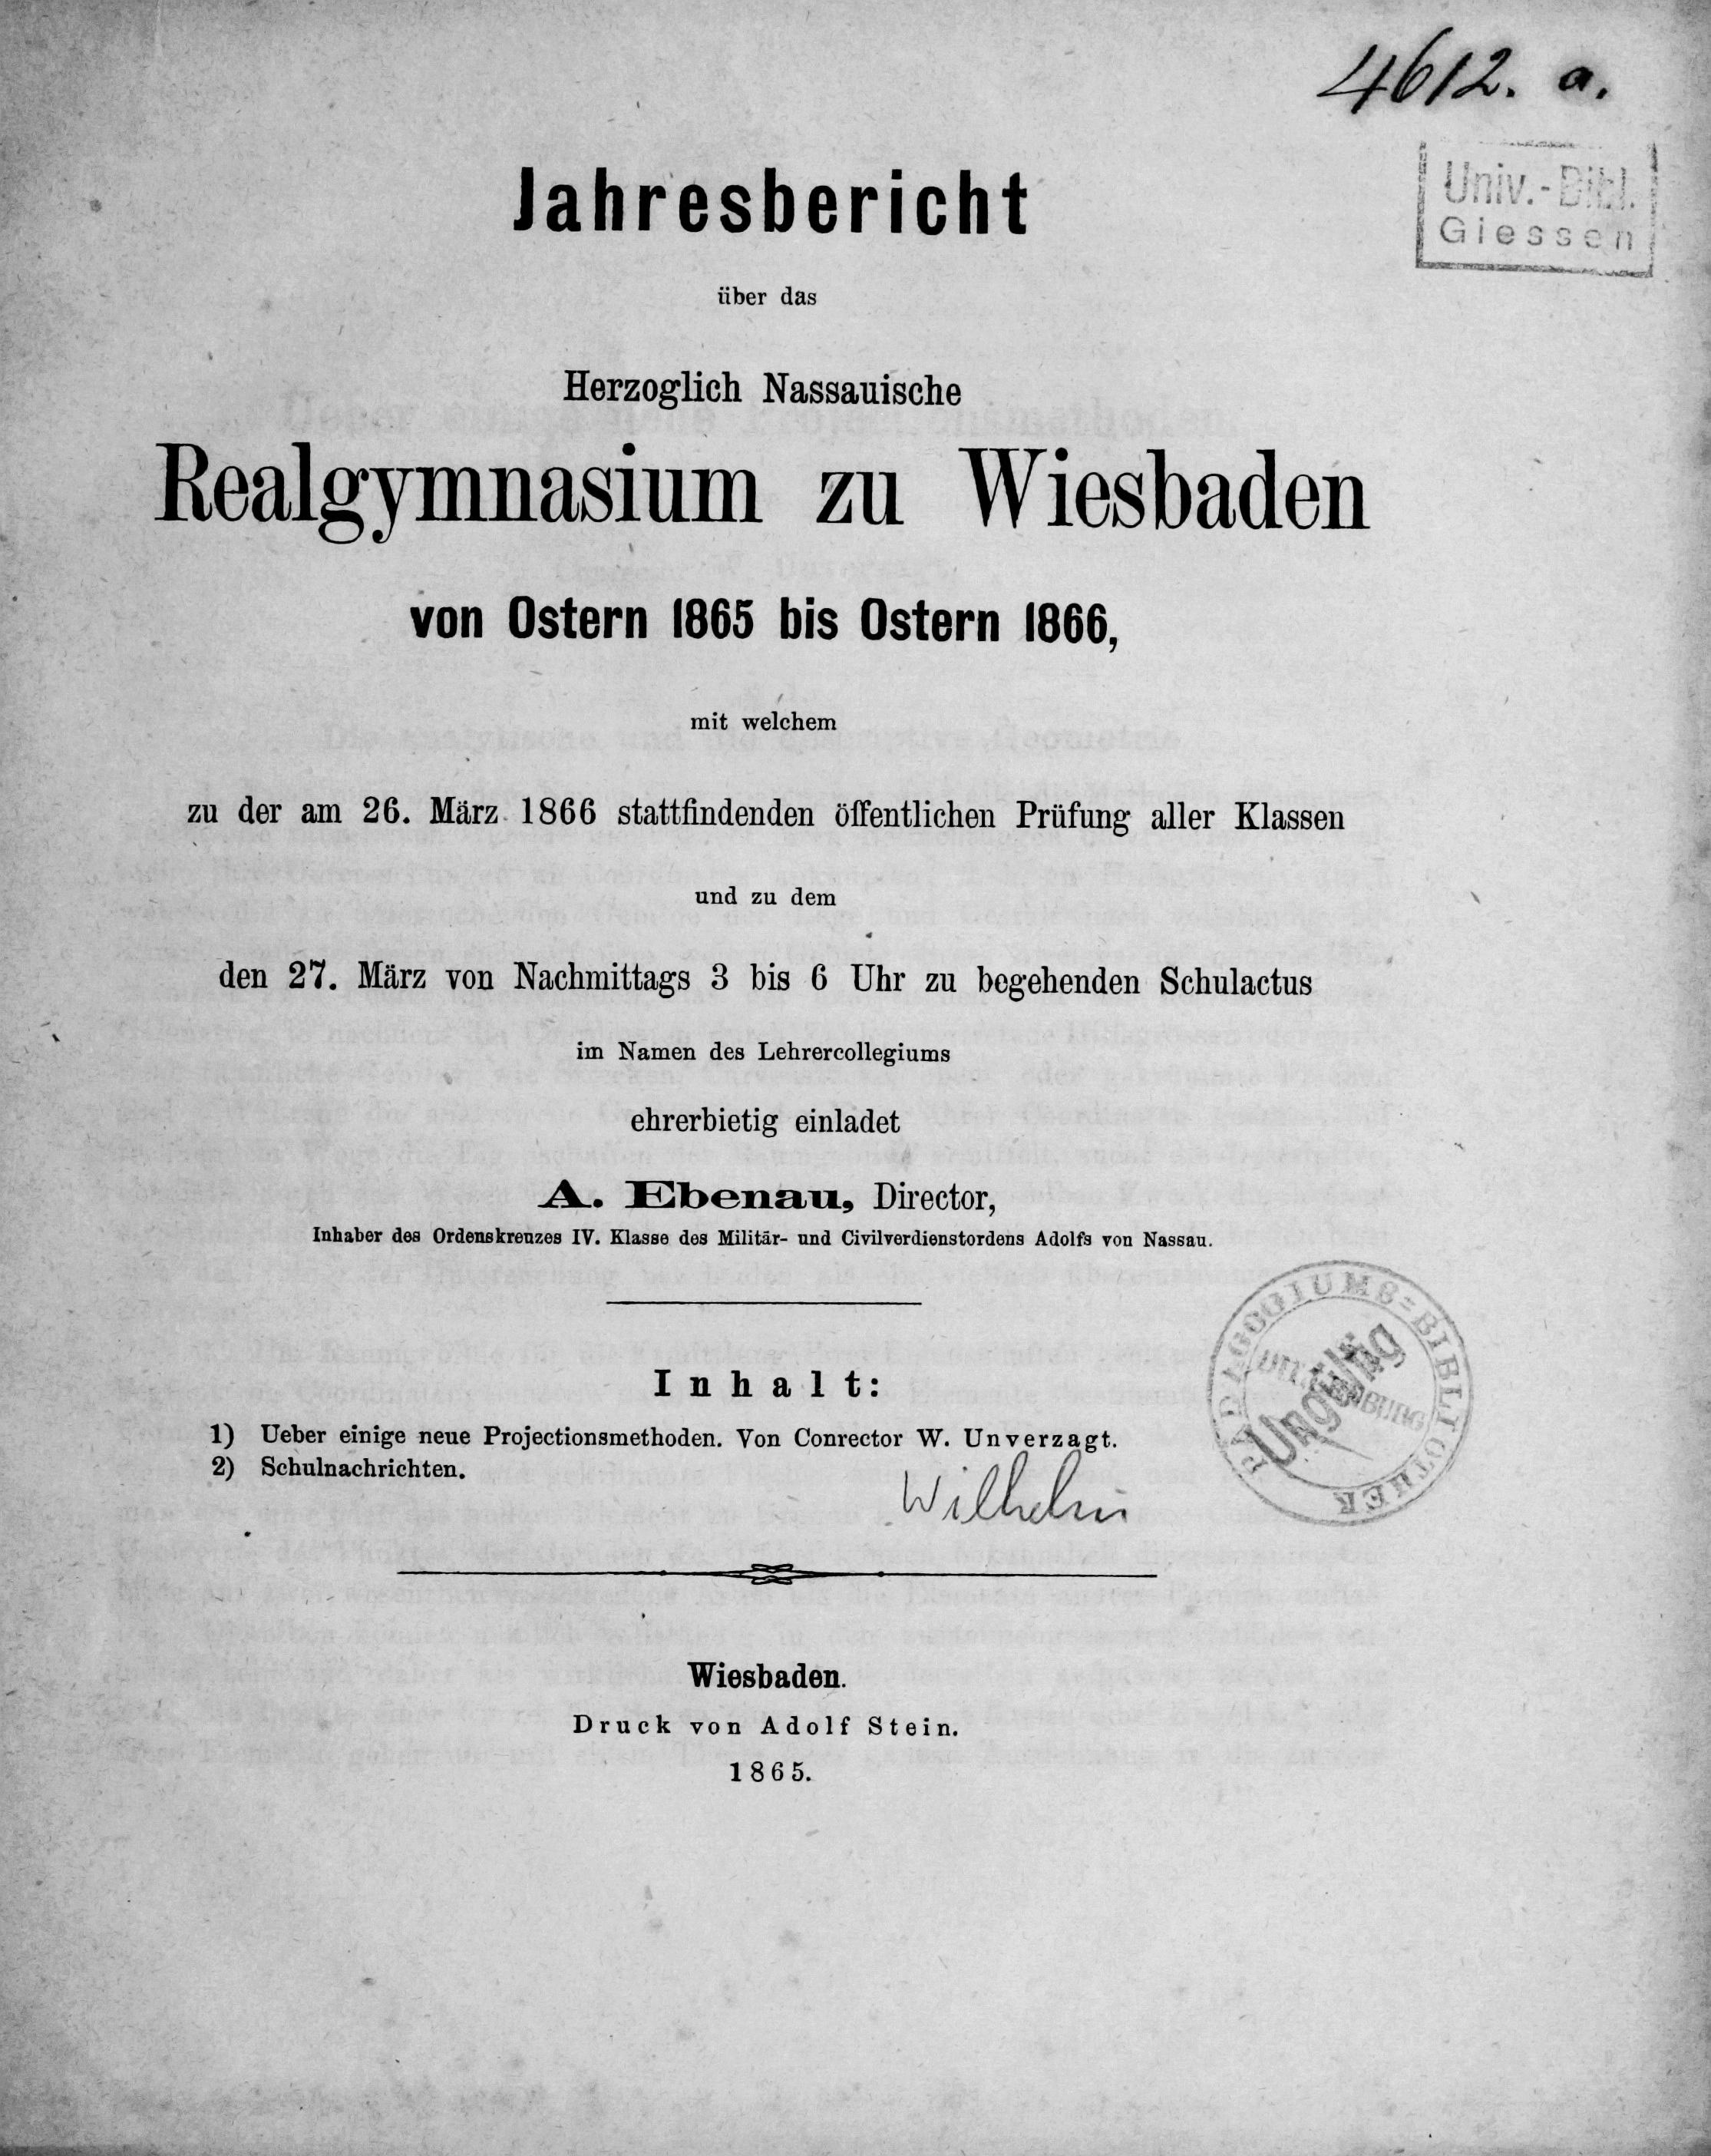 4612. a.
Univ.-Bibl.
Giessen
Jahresbericht
über das
Herzoglich Nassauische
Realgymnasium zu Wiesbaden
von Ostern 1865 bis Ostern 1866,
mit welchem
zu der am 26. März 1866 stattfindenden öffentlichen Prüfung aller Klassen
und zu dem
den 27. März von Nachmittags 3 bis 6 Uhr zu begehenden Schulactus
im Namen des Lehrercollegiums
ehrerbietig einladet
A. Ebenau, Director,
Inhaber des Ordenskreuzes IV. Klasse des Militär- und Civilverdienstordens Adolfs von Nassau.
PÆDAGOGIUMS=BIBLIOTHEK
DILLENBURG
Ungültig
Inhalt:
1) Ueber einige neue Projectionsmethoden. Von Conrector W. Unverzagt.
2) Schulnachrichten.
Wilhelm
Wiesbaden.
Druck von Adolf Stein.
1865.